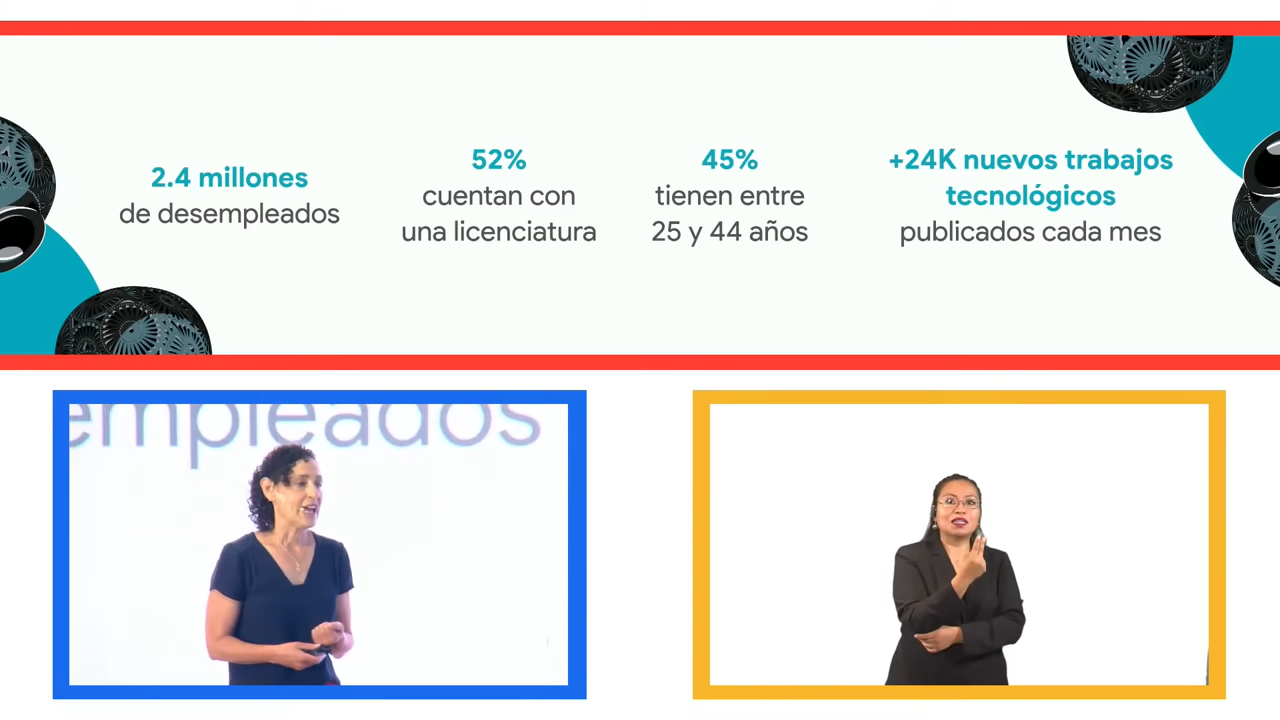 2.4 millones
de desempleados
52%
cuentan con
una licenciatura
45%
tienen entre
25 y 44 años
+24K nuevos trabajos
tecnológicos
publicados cada mes
empleados